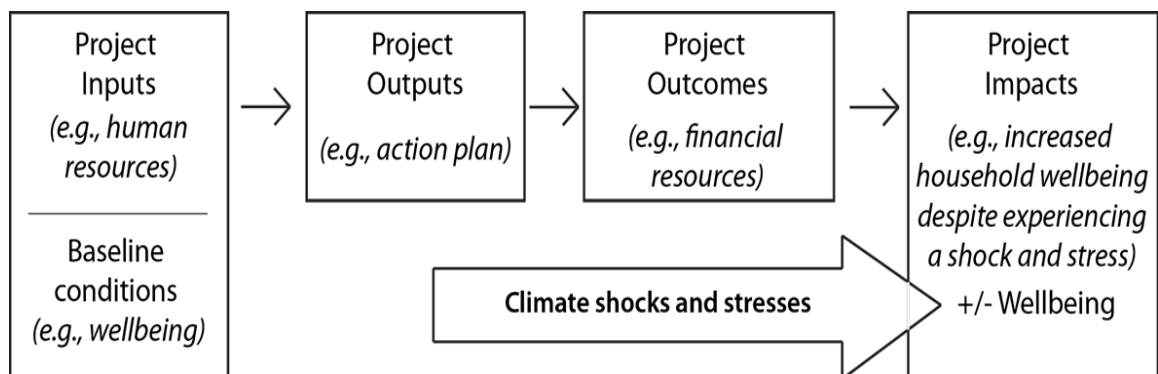 Project
Inputs
(e.g., human
resources)
Baseline
conditions
(e.g., wellbeing)
Project
Outputs
(e.g., action plan)
Project
Outcomes
(e.g., financial
resources)
Project
Impacts
(e.g., increased
household wellbeing
despite experiencing
a shock and stress)
+/- Wellbeing
Climate shocks and stresses